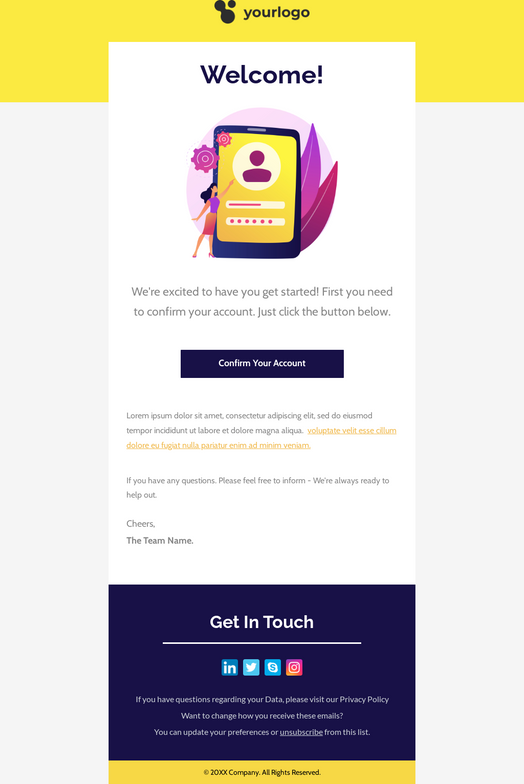 yourlogo
Welcome!
We're excited to have you get started! First you need
to confirm your account. Just click the button below.
Confirm Your Account
Lorem ipsum dolor sit amet, consectetur adipiscing elit, sed do eiusmod
tempor incididunt ut labore et dolore magna aliqua. voluptate velit esse cillum
dolore eu fugiat nulla pariatur enim ad minim veniam.
If you have any questions. Please feel free to inform - We're always ready to
help out.
Cheers,
The Team Name.
Get In Touch
in
If you have questions regarding your Data, please visit our Privacy Policy
Want to change how you receive these emails?
You can update your preferences or unsubscribe from this list.
© 20XX Company. All Rights Reserved.